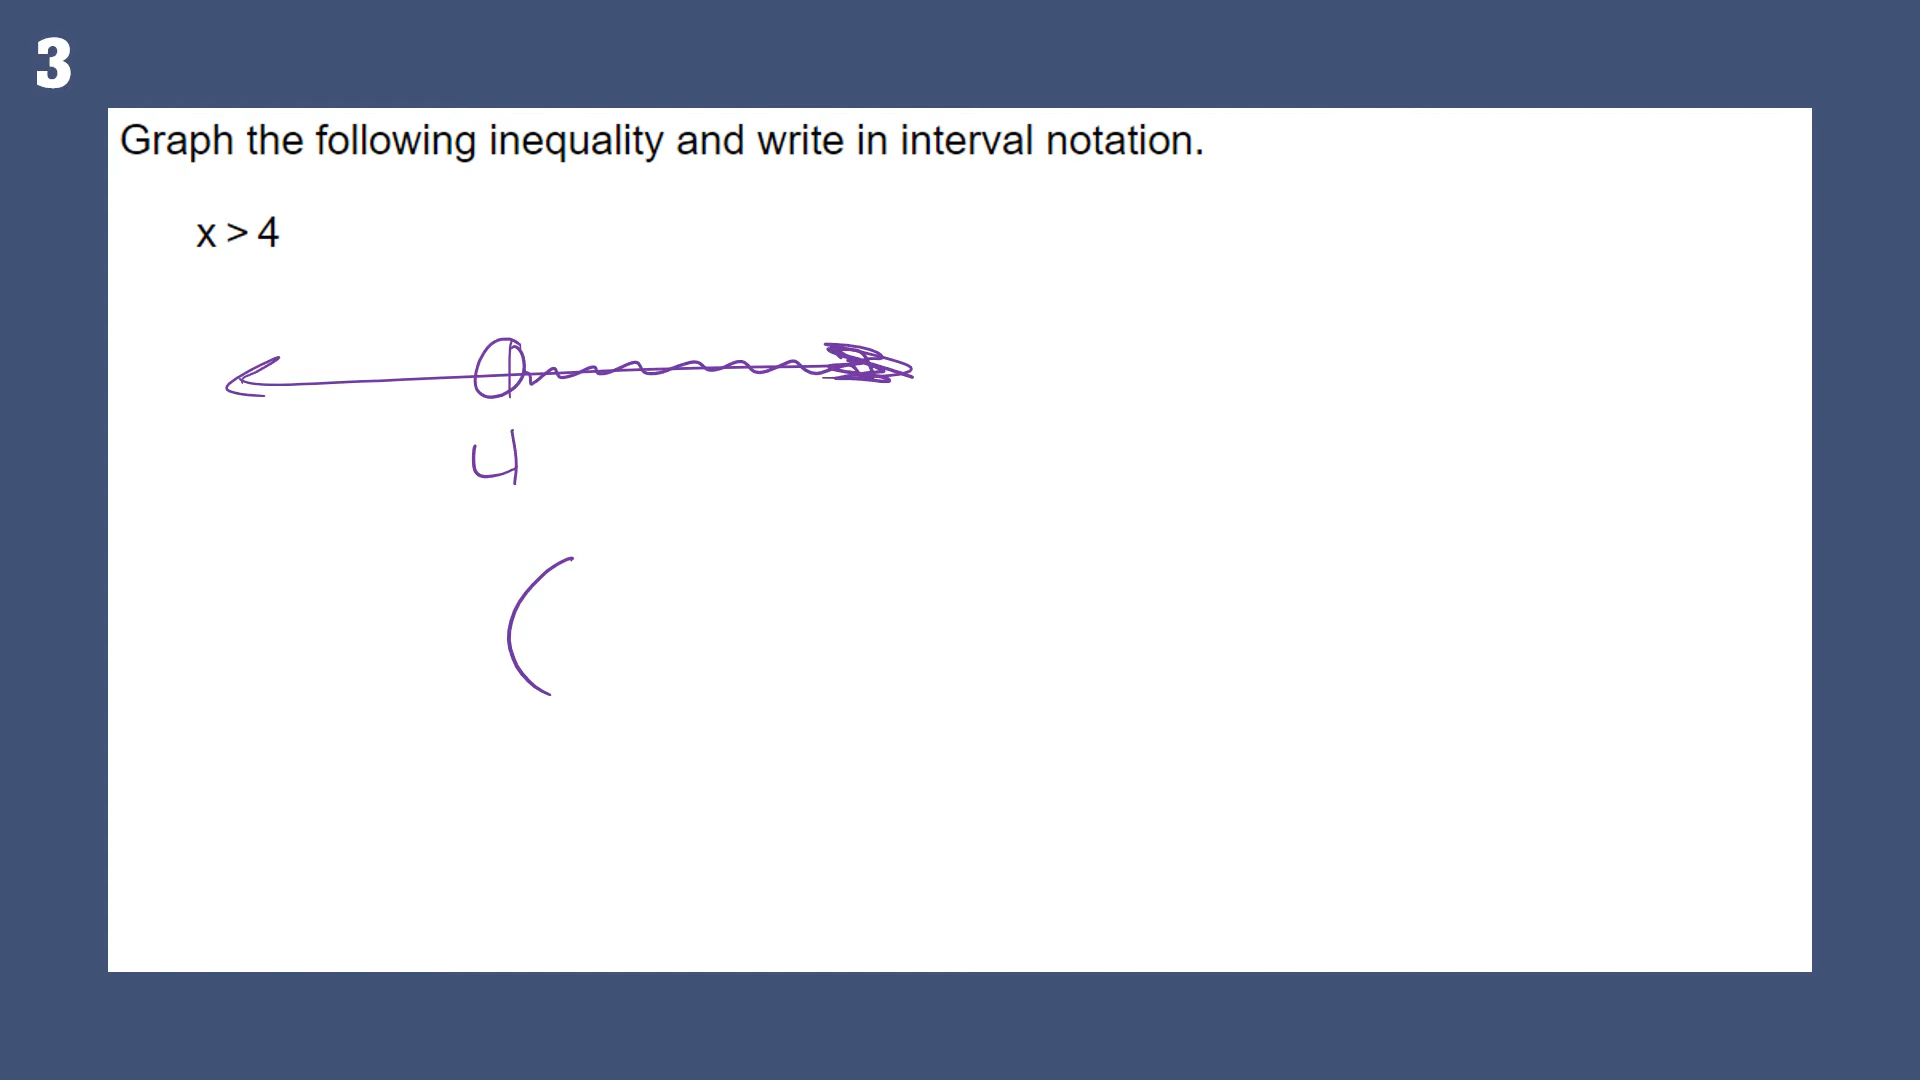 3
Graph the following inequality and write in interval notation.
x > 4
4
(